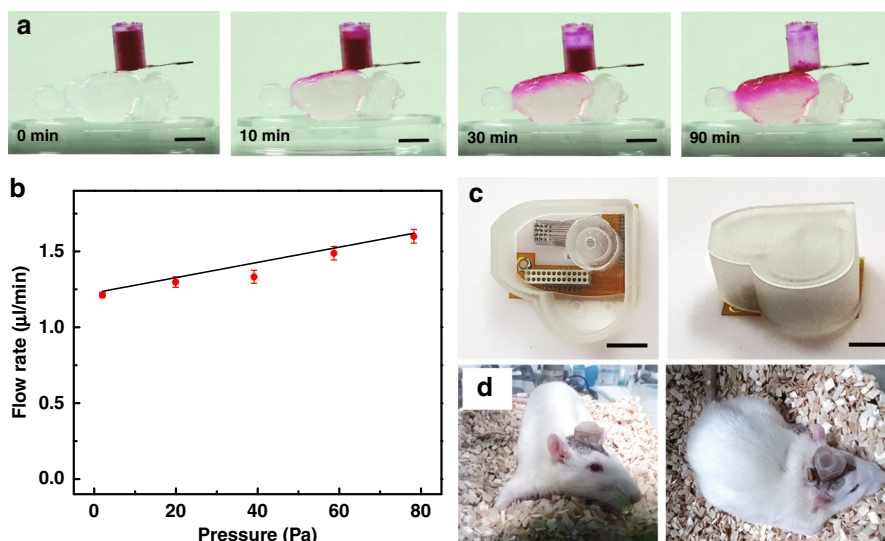 a
0 min
10 min
30 min
90 min
b
Flow rate (μl/min)
1.5
1.0
0.5
0.0
0
20
40
60
80
Pressure (Pa)
c
d